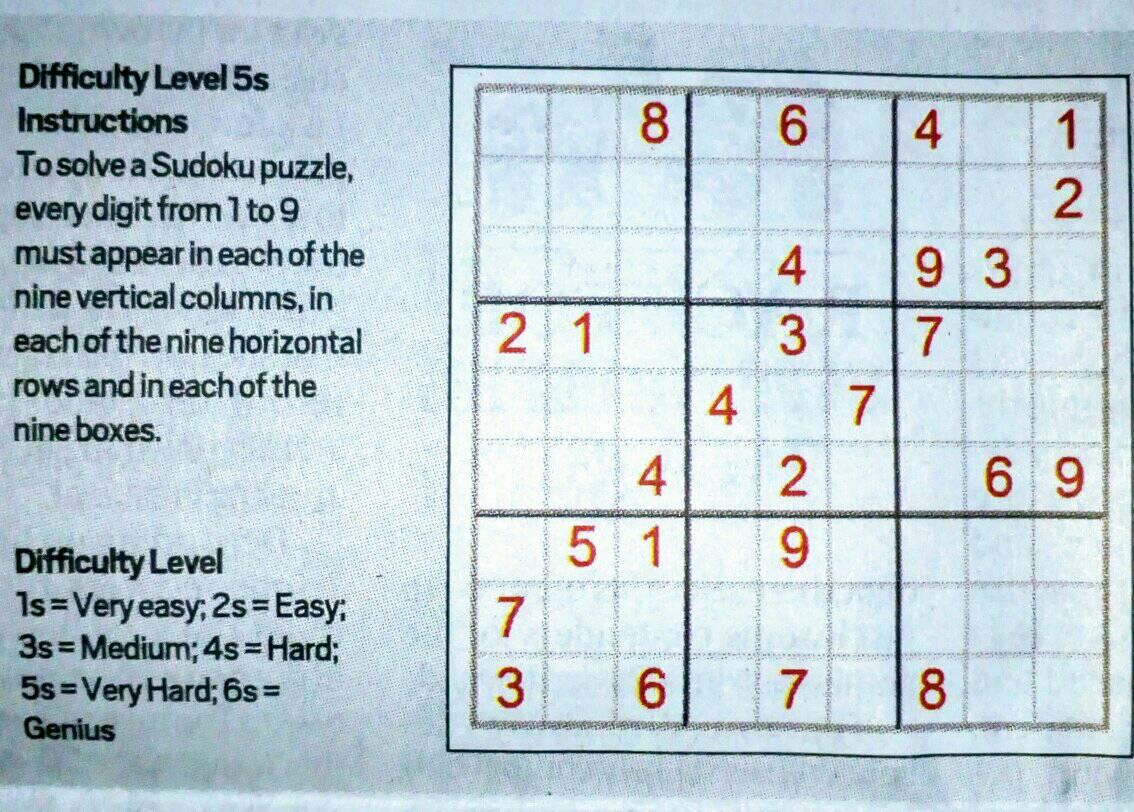 Difficulty Level 5s
Instructions
To solve a Sudoku puzzle,
every digit from 1 to 9
must appear in each of the
nine vertical columns, in
each of the nine horizontal
rows and in each of the
nine boxes.
Difficulty Level
1s = Very easy; 2s = Easy;
3s = Medium; 4s = Hard;
5s = Very Hard; 6s =
Genius
8 6 4 1
2
4 9 3
2 1 3 7
4 7
4 2 6 9
5 1 9
7
3 6 7 8